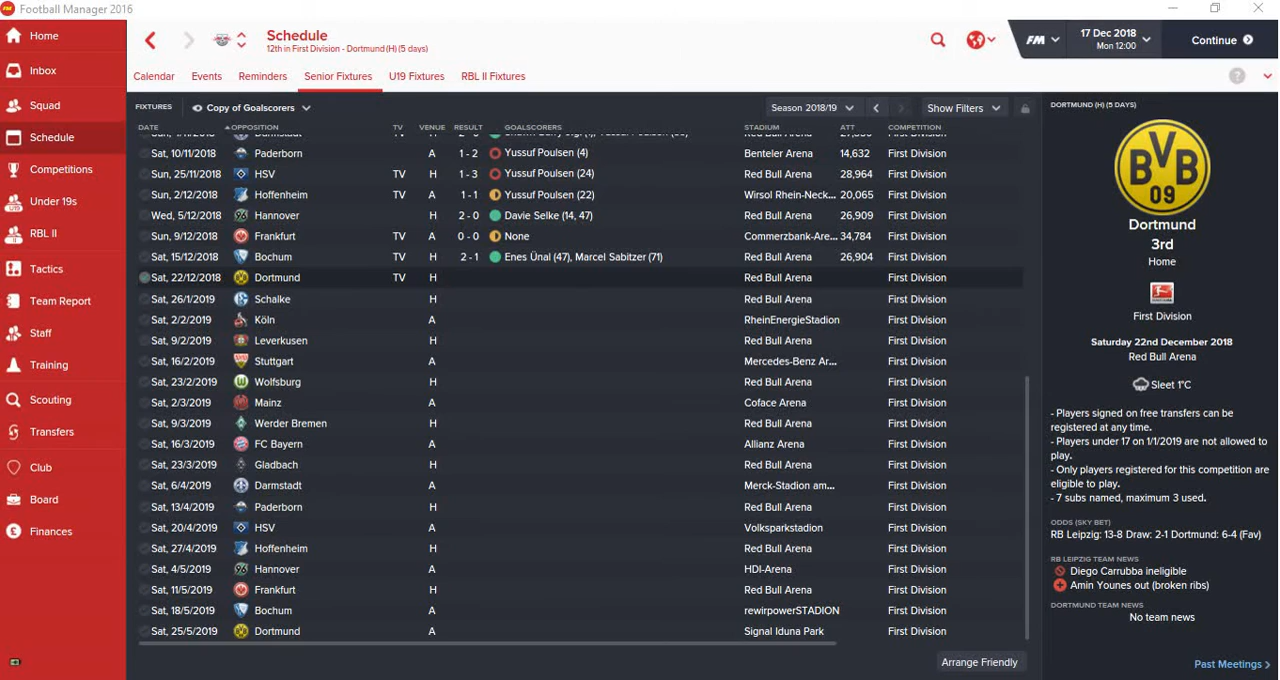 Football Manager 2016
Home
Inbox
Squad
Schedule
Competitions
Under 19s
RBL II
Tactics
Team Report
Staff
Training
Scouting
Transfers
Club
Board
Finances
Schedule
12th in First Division - Dortmund (H) (5 days)
FM
17 Dec 2018
Mon 12:00
Continue
Calendar Events Reminders Senior Fixtures U19 Fixtures RBL II Fixtures
FIXTURES Copy of Goalscorers Season 2018/19 Show Filters
DATE OPPOSITION TV VENUE RESULT GOALSCORERS STADIUM ATT COMPETITION
Sat, 10/11/2018 Paderborn A 1 - 2 Yussuf Poulsen (4) Benteler Arena 14,632 First Division
Sun, 25/11/2018 HSV TV H 1 - 3 Yussuf Poulsen (24) Red Bull Arena 28,964 First Division
Sun, 2/12/2018 Hoffenheim TV A 1 - 1 Yussuf Poulsen (22) Wirsol Rhein-Neck... 20,065 First Division
Wed, 5/12/2018 Hannover H 2 - 0 Davie Selke (14, 47) Red Bull Arena 26,909 First Division
Sun, 9/12/2018 Frankfurt TV A 0 - 0 None Commerzbank-Are... 34,784 First Division
Sat, 15/12/2018 Bochum TV H 2 - 1 Enes Ünal (47), Marcel Sabitzer (71) Red Bull Arena 26,904 First Division
Sat, 22/12/2018 Dortmund TV H Red Bull Arena First Division
Sat, 26/1/2019 Schalke H Red Bull Arena First Division
Sat, 2/2/2019 Köln A RheinEnergieStadion First Division
Sat, 9/2/2019 Leverkusen H Red Bull Arena First Division
Sat, 16/2/2019 Stuttgart A Mercedes-Benz Ar... First Division
Sat, 23/2/2019 Wolfsburg H Red Bull Arena First Division
Sat, 2/3/2019 Mainz A Coface Arena First Division
Sat, 9/3/2019 Werder Bremen H Red Bull Arena First Division
Sat, 16/3/2019 FC Bayern A Allianz Arena First Division
Sat, 23/3/2019 Gladbach H Red Bull Arena First Division
Sat, 6/4/2019 Darmstadt A Merck-Stadion am... First Division
Sat, 13/4/2019 Paderborn H Red Bull Arena First Division
Sat, 20/4/2019 HSV A Volksparkstadion First Division
Sat, 27/4/2019 Hoffenheim H Red Bull Arena First Division
Sat, 4/5/2019 Hannover A HDI-Arena First Division
Sat, 11/5/2019 Frankfurt H Red Bull Arena First Division
Sat, 18/5/2019 Bochum A rewirpowerSTADION First Division
Sat, 25/5/2019 Dortmund A Signal Iduna Park First Division
Arrange Friendly
DORTMUND (H) (5 DAYS)
BVB
09
Dortmund
3rd
Home
First Division
Saturday 22nd December 2018
Red Bull Arena
Sleet 1°C
- Players signed on free transfers can be
registered at any time.
- Players under 17 on 1/1/2019 are not allowed to
play.
- Only players registered for this competition are
eligible to play.
- 7 subs named, maximum 3 used.
ODDS (SKY BET)
RB Leipzig: 13-8 Draw: 2-1 Dortmund: 6-4 (Fav)
RB LEIPZIG TEAM NEWS
Diego Carrubba ineligible
Amin Younes out (broken ribs)
DORTMUND TEAM NEWS
No team news
Past Meetings >